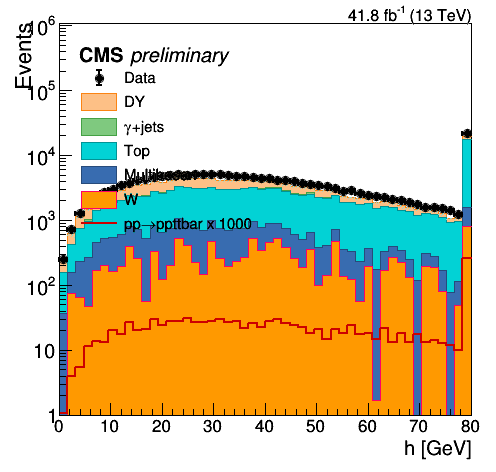 41.8 fb⁻¹ (13 TeV)
Events
CMS preliminary
Data
DY
γ+jets
Top
W
pp→ppttbar x 1000
10⁶
10⁵
10⁴
10³
10²
10
1
0 10 20 30 40 50 60 70 80
h [GeV]